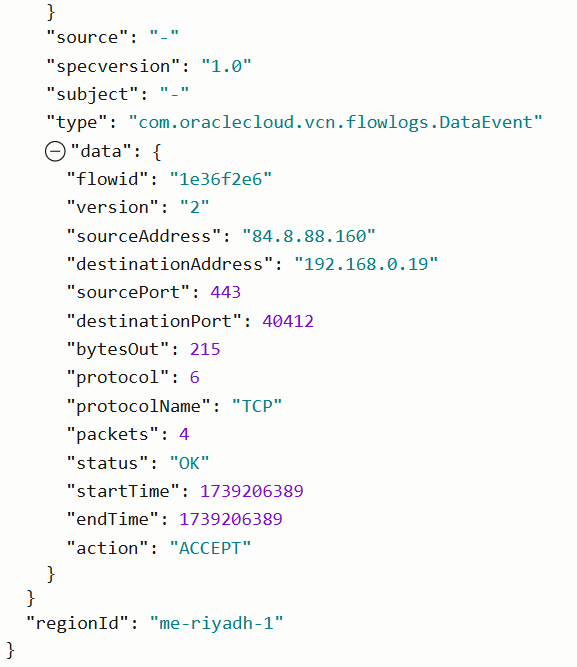 }
"source": "-"
"specversion": "1.0"
"subject": "-"
"type": "com.oraclecloud.vcn.flowlogs.DataEvent"
"data": {
"flowid": "1e36f2e6"
"version": "2"
"sourceAddress": "84.8.88.160"
"destinationAddress": "192.168.0.19"
"sourcePort": 443
"destinationPort": 40412
"bytesOut": 215
"protocol": 6
"protocolName": "TCP"
"packets": 4
"status": "OK"
"startTime": 1739206389
"endTime": 1739206389
"action": "ACCEPT"
}
}
"regionId": "me-riyadh-1"
}